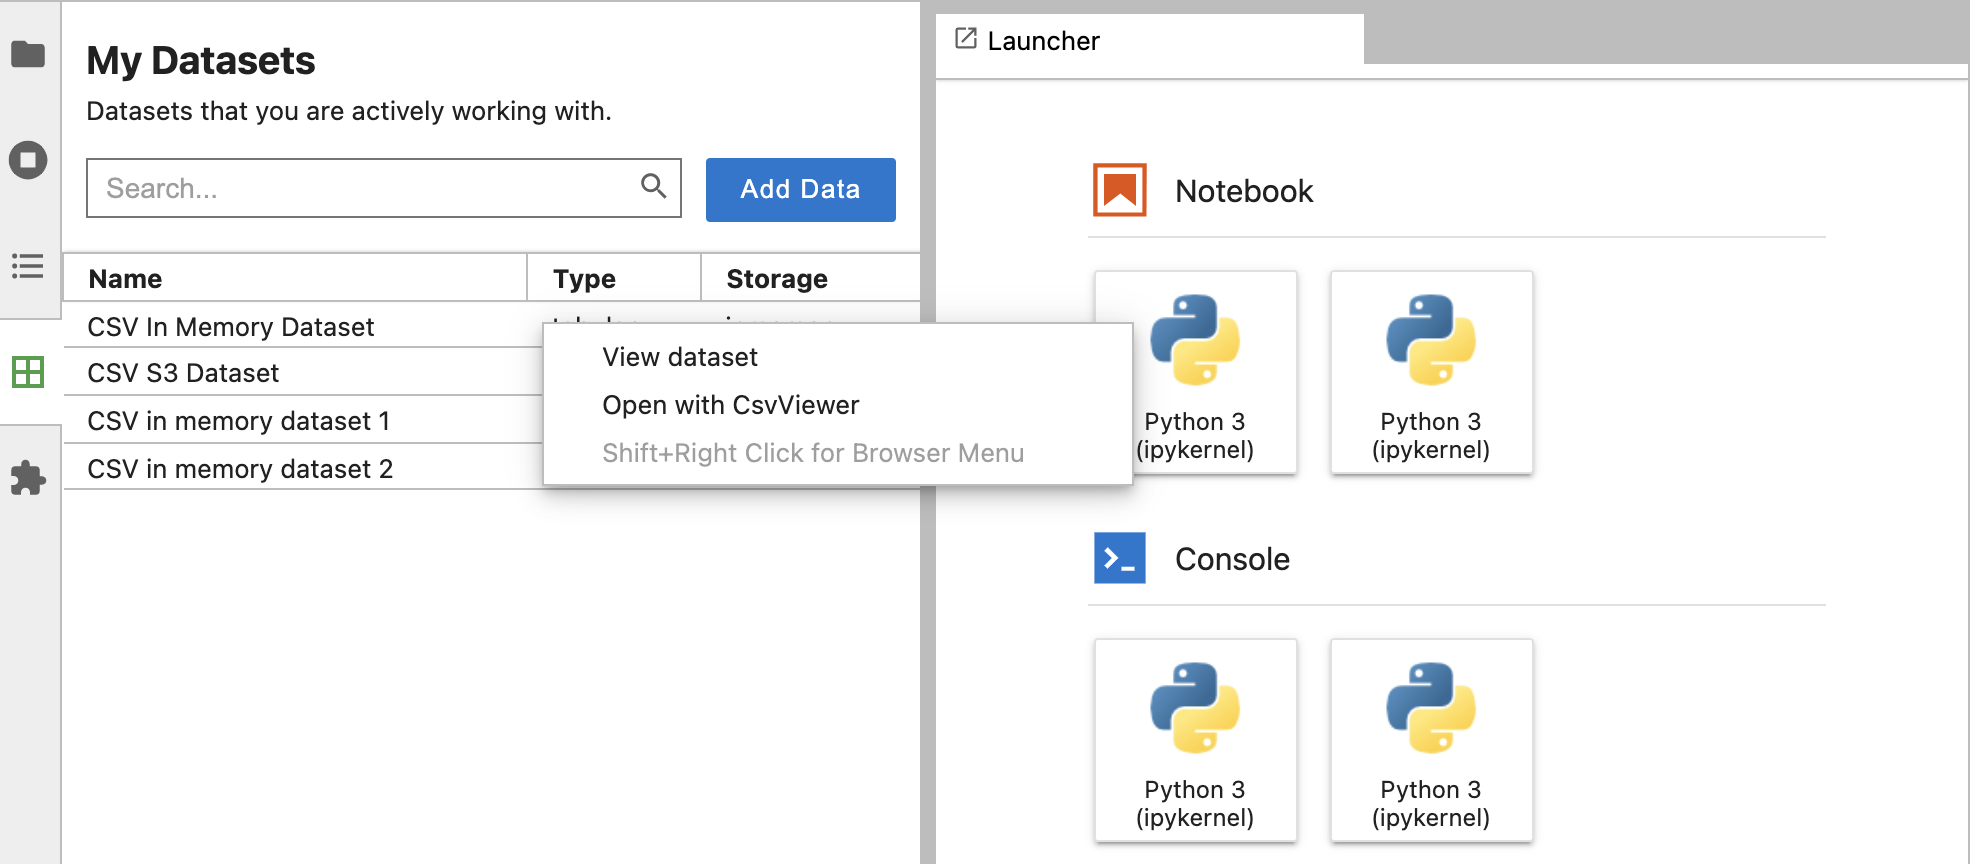 My Datasets
Datasets that you are actively working with.
Search...
Add Data
Name Type Storage
CSV In Memory Dataset
CSV S3 Dataset
CSV in memory dataset 1
CSV in memory dataset 2
View dataset
Open with CsvViewer
Shift+Right Click for Browser Menu
Launcher
Notebook
Python 3
(ipykernel)
Python 3
(ipykernel)
Console
Python 3
(ipykernel)
Python 3
(ipykernel)